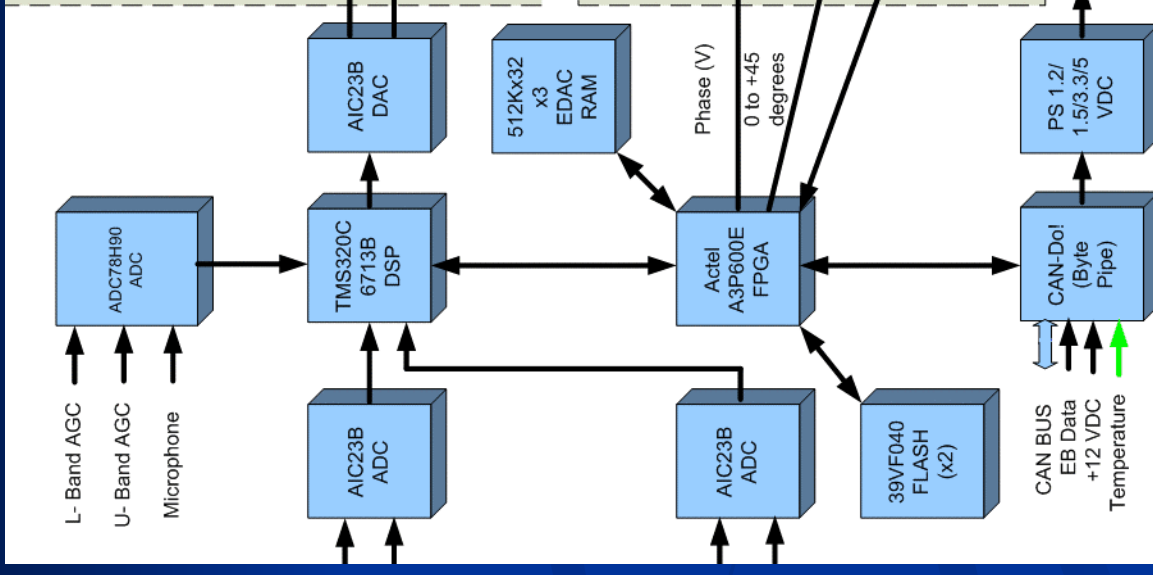 AIC23B
DAC
512Kx32
x3
EDAC
RAM
Phase (V)
0 to +45
degrees
PS 1.2/
1.5/3.3/5
VDC
ADC78H90
ADC
TMS320C
6713B
DSP
Actel
A3P600E
FPGA
CAN-Do!
(Byte
Pipe)
L- Band AGC
U- Band AGC
Microphone
AIC23B
ADC
AIC23B
ADC
39VF040
FLASH
(x2)
CAN BUS
EB Data
+12 VDC
Temperature